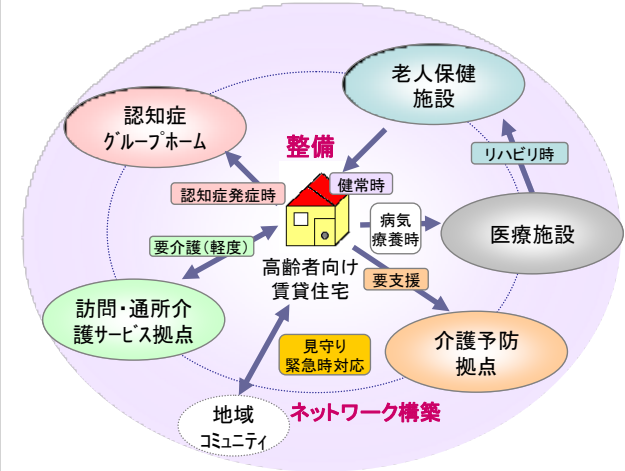 老人保健
施設
認知症
ｸﾞﾙｰﾌﾟﾎｰﾑ
整備
リハビリ時
認知症発症時
健常時
病気
療養時
医療施設
要介護（軽度）
高齢者向け
賃貸住宅
要支援
訪問・通所介
護ｻｰﾋﾞｽ拠点
見守り
緊急時対応
介護予防
拠点
地域
ｺﾐｭﾆﾃｨ
ネットワーク構築